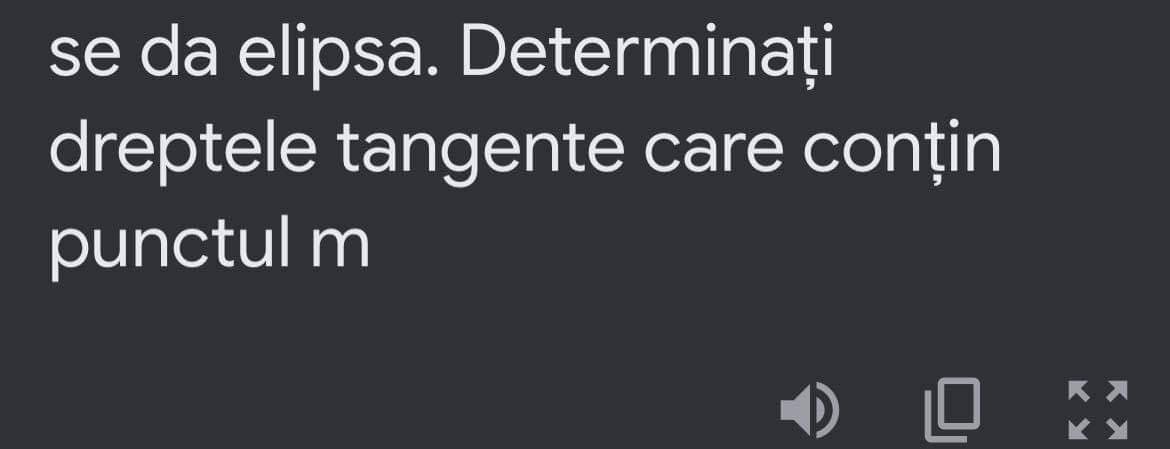 se da elipsa. Determinați
dreptele tangente care conțin
punctul m